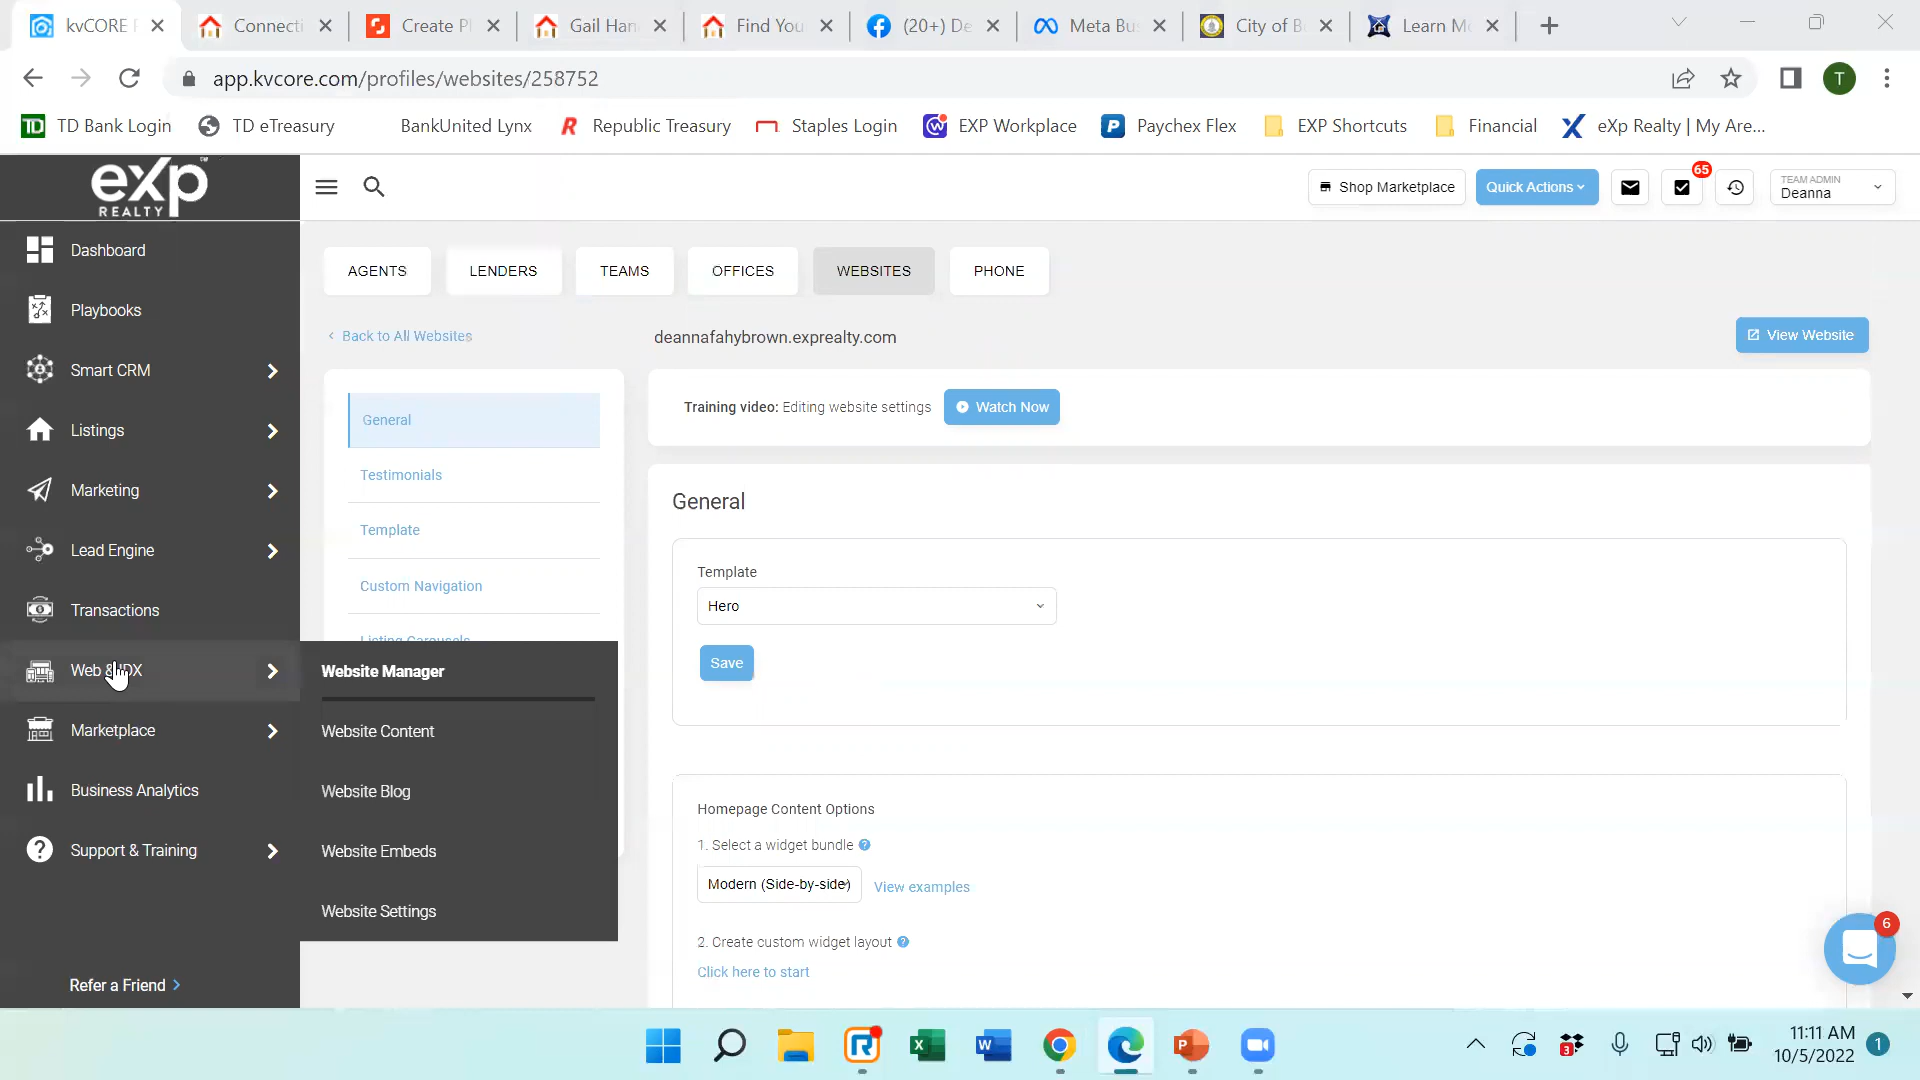 kvCORE
Connecti
Create Pl
Gail Han
Find You
(20+) De
Meta Bus
City of B
Learn Mo
app.kvcore.com/profiles/websites/258752
T
TD Bank Login
TD eTreasury
BankUnited Lynx
Republic Treasury
Staples Login
EXP Workplace
Paychex Flex
EXP Shortcuts
Financial
eXp Realty | My Are...
eXp
REALTY
Shop Marketplace
Quick Actions
65
TEAM ADMIN
Deanna
Dashboard
Playbooks
Smart CRM
Listings
Marketing
Lead Engine
Transactions
Web & IDX
Marketplace
Business Analytics
Support & Training
Refer a Friend >
AGENTS
LENDERS
TEAMS
OFFICES
WEBSITES
PHONE
< Back to All Websites
deannafahybrown.exprealty.com
View Website
General
Testimonials
Template
Custom Navigation
Listing Carousels
Website Manager
Website Content
Website Blog
Website Embeds
Website Settings
Training video: Editing website settings
Watch Now
General
Template
Hero
Save
Homepage Content Options
1. Select a widget bundle ?
Modern (Side-by-side)
View examples
2. Create custom widget layout ?
Click here to start
6
11:11 AM
10/5/2022
1
3